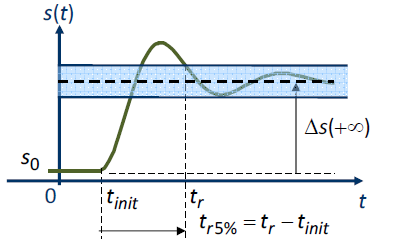 s(t)
Δs(+∞)
s₀
0
t_init
t_r
t
t_r5% = t_r – t_init